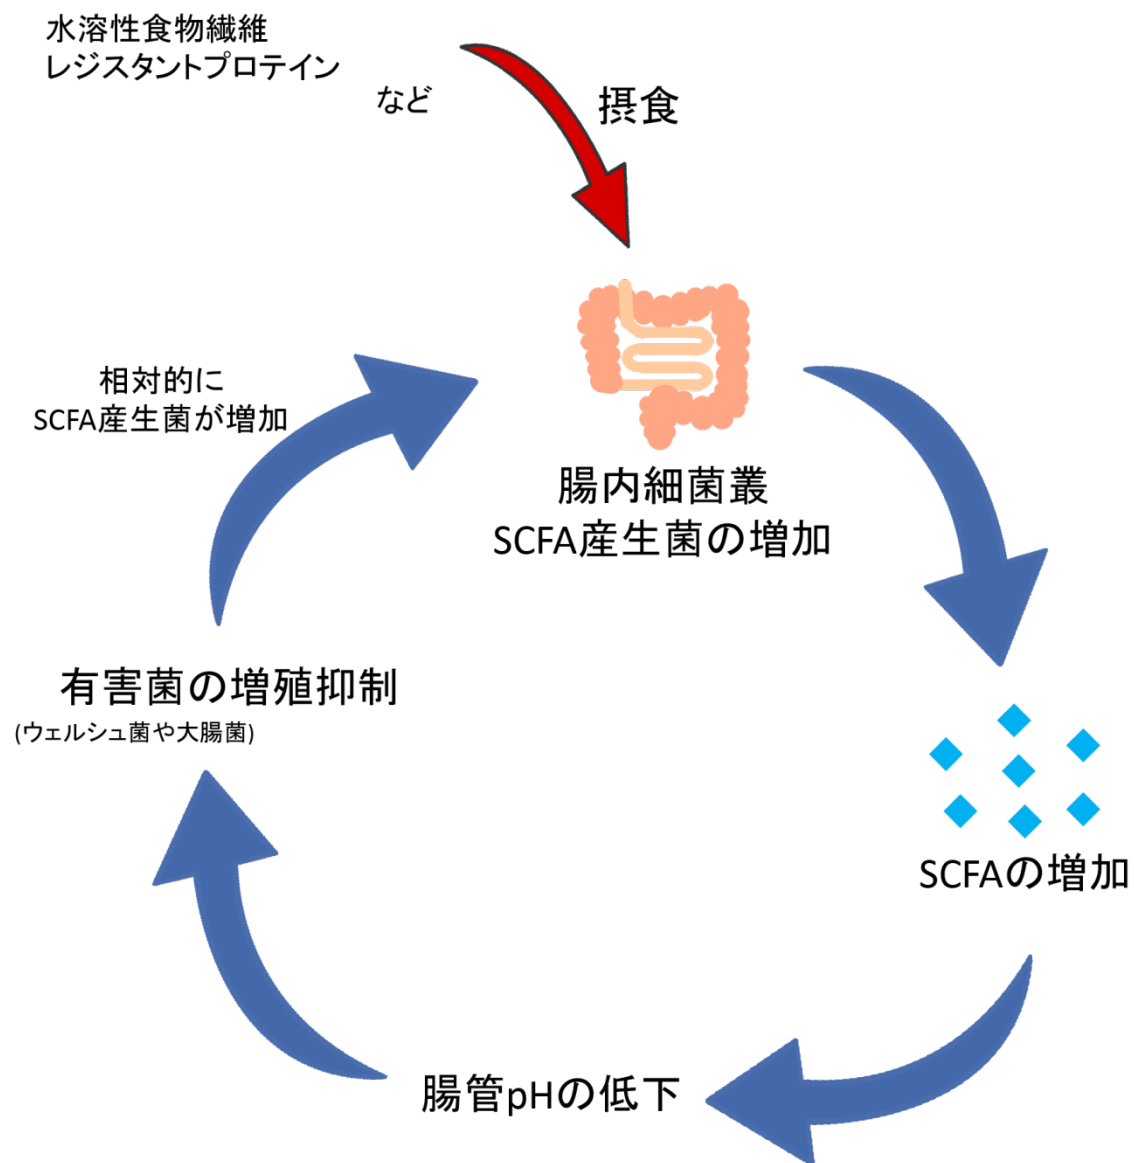 水溶性食物繊維
レジスタントプロテイン
など
摂食
相対的に
SCFA産生菌が増加
腸内細菌叢
SCFA産生菌の増加
有害菌の増殖抑制
(ウェルシュ菌や大腸菌)
SCFAの増加
腸管pHの低下